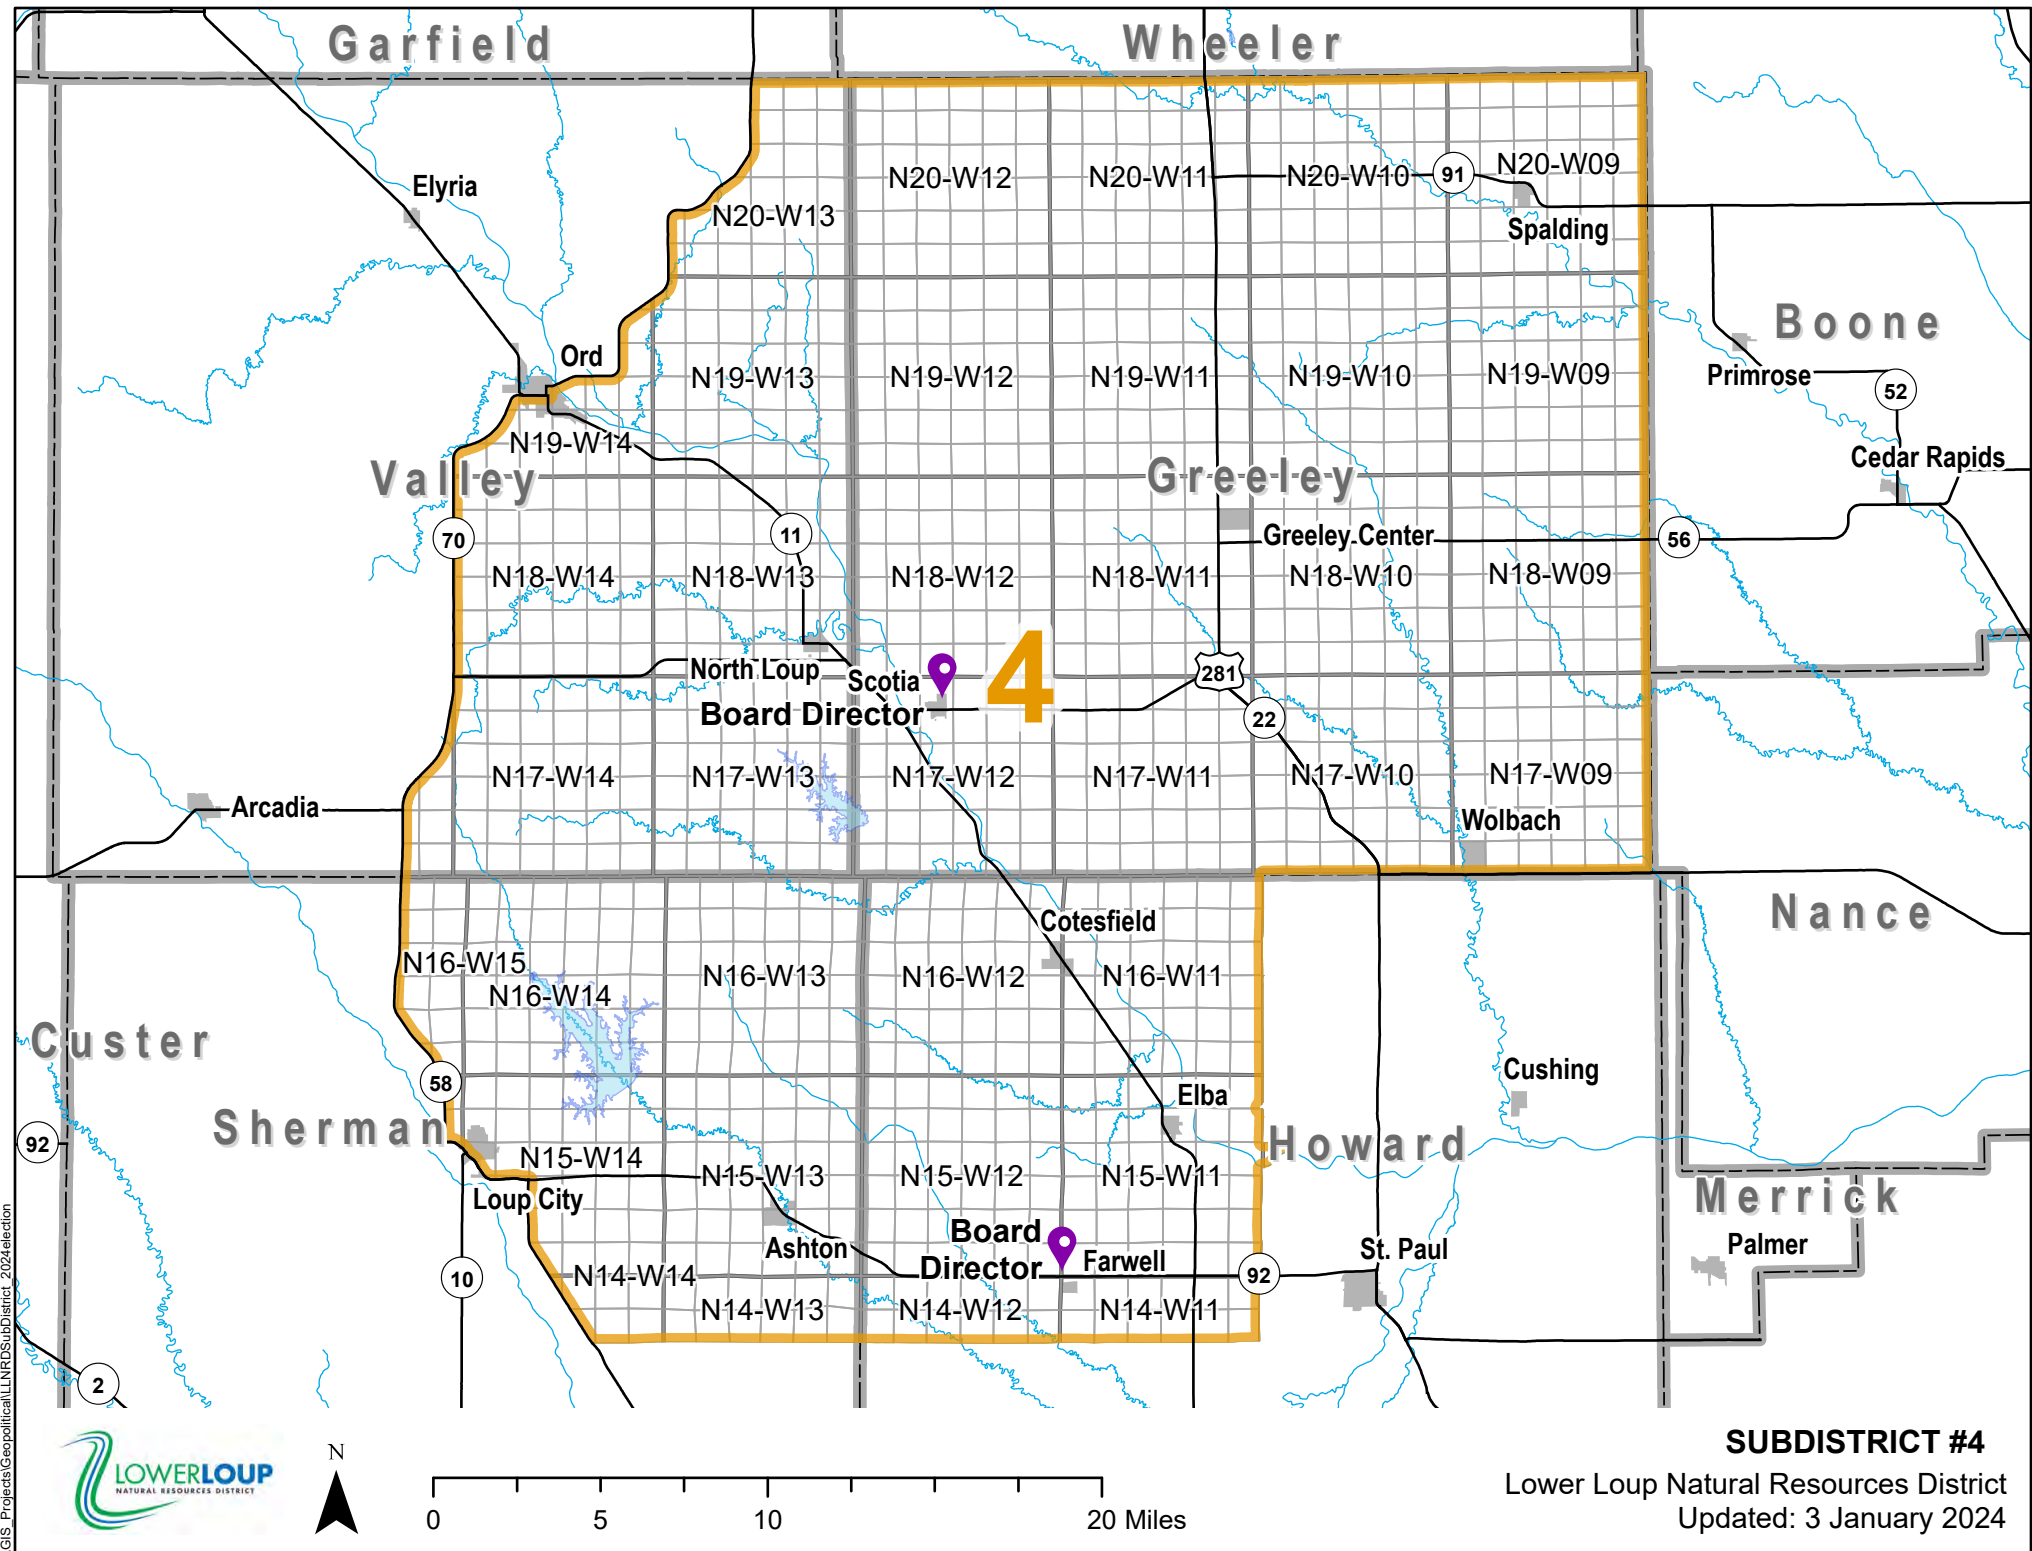 Garfield
Wheeler
Elyria
N20-W12
N20-W11
N20-W10
91
N20-W09
N20-W13
Spalding
Boone
Ord
Primrose
52
N19-W13
N19-W12
N19-W11
N19-W10
N19-W09
N19-W14
Valley
Greeley
Cedar Rapids
70
11
Greeley Center
56
N18-W14
N18-W13
N18-W12
N18-W11
N18-W10
N18-W09
North Loup
Scotia
4
281
Board Director
22
N17-W14
N17-W13
N17-W12
N17-W11
N17-W10
N17-W09
Arcadia
Wolbach
Nance
Cotesfield
N16-W15
N16-W14
N16-W13
N16-W12
N16-W11
Custer
58
Cushing
Elba
Sherman
Howard
92
N15-W14
N15-W13
N15-W12
N15-W11
Loup City
Merrick
Board
Director
Ashton
Farwell
St. Paul
Palmer
10
N14-W14
92
N14-W13
N14-W12
N14-W11
2
GIS_Projects\Geopolitical\LLNRDSubDistrict_2024election
LOWERLOUP
NATURAL RESOURCES DISTRICT
N
0 5 10 20 Miles
SUBDISTRICT #4
Lower Loup Natural Resources District
Updated: 3 January 2024